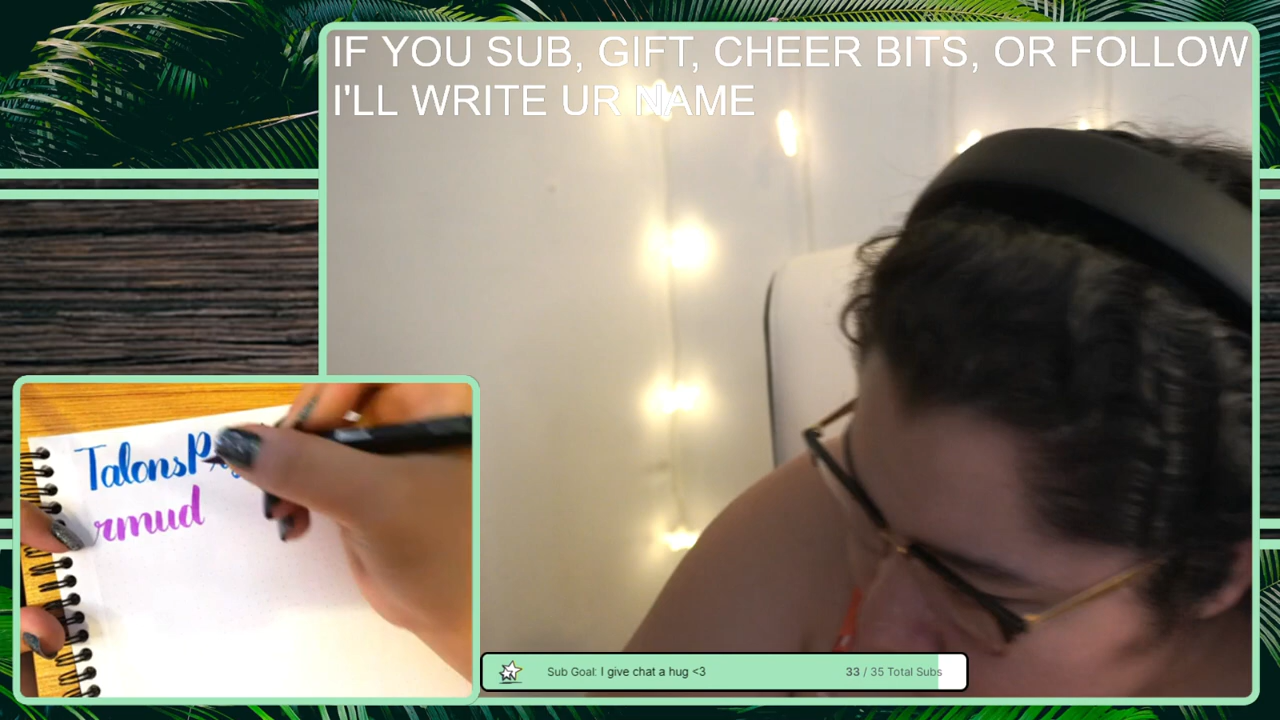 IF YOU SUB, GIFT, CHEER BITS, OR FOLLOW
I'LL WRITE UR NAME
rmud
Sub Goal: I give chat a hug <3
33 / 35 Total Subs